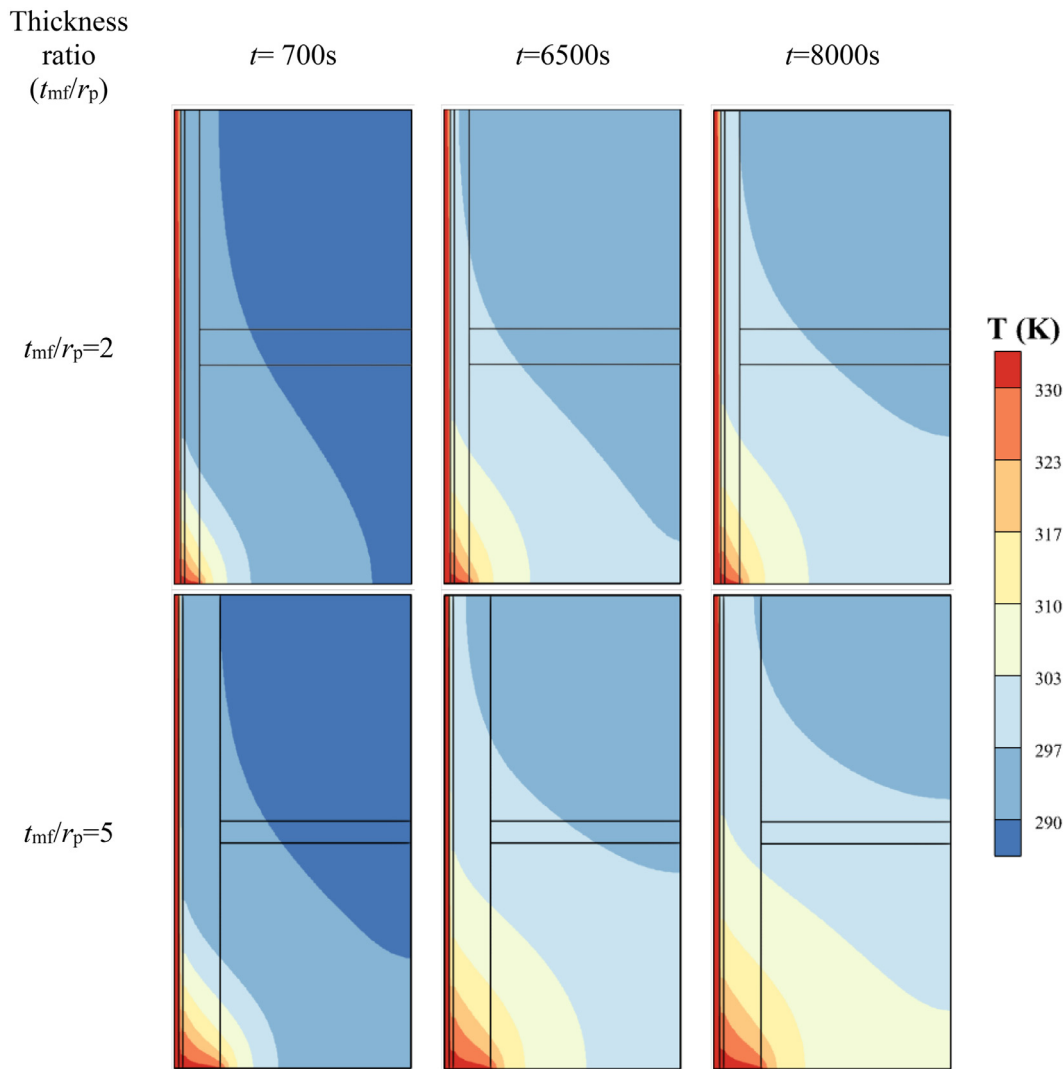 Thickness
ratio
(tmf/rp)
t= 700s
t=6500s
t=8000s
tmf/rp=2
tmf/rp=5
T (K)
330
323
317
310
303
297
290